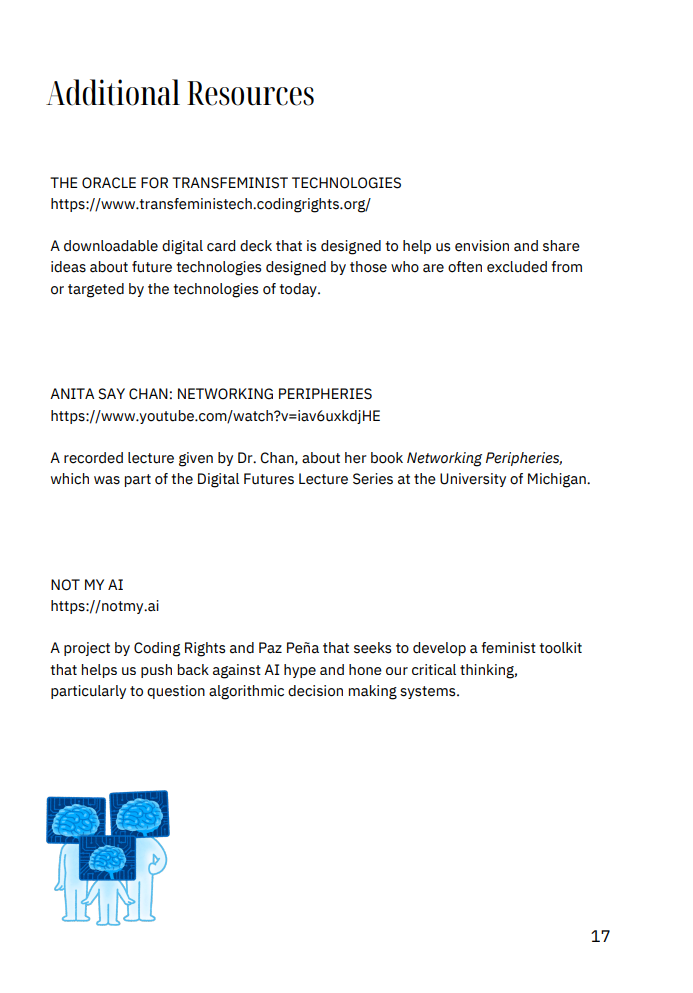 Additional Resources
THE ORACLE FOR TRANSFEMINIST TECHNOLOGIES
https://www.transfeministech.codingrights.org/
A downloadable digital card deck that is designed to help us envision and share
ideas about future technologies designed by those who are often excluded from
or targeted by the technologies of today.
ANITA SAY CHAN: NETWORKING PERIPHERIES
https://www.youtube.com/watch?v=iav6uxkdjHE
A recorded lecture given by Dr. Chan, about her book Networking Peripheries,
which was part of the Digital Futures Lecture Series at the University of Michigan.
NOT MY AI
https://notmy.ai
A project by Coding Rights and Paz Peña that seeks to develop a feminist toolkit
that helps us push back against AI hype and hone our critical thinking,
particularly to question algorithmic decision making systems.
17